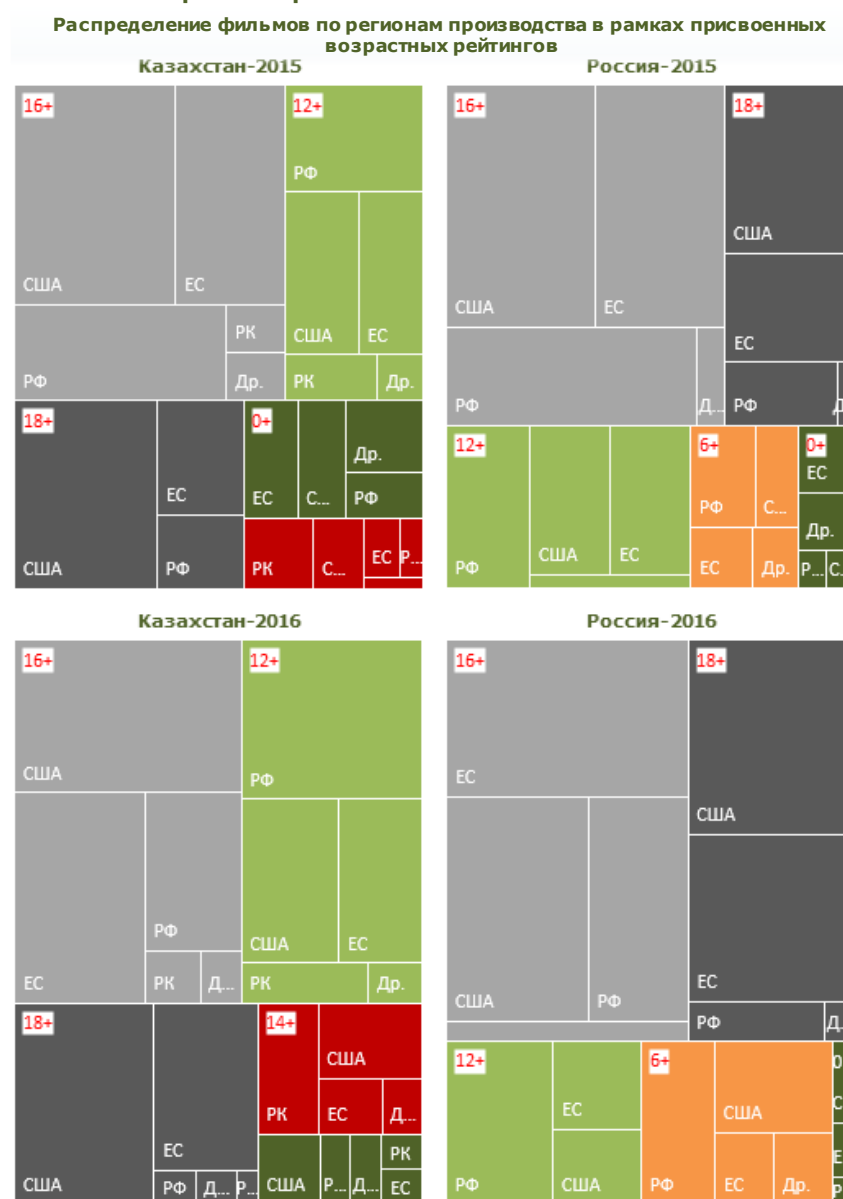 Распределение фильмов по регионам производства в рамках присвоенных
возрастных рейтингов
Казахстан-2015
16+
12+
РФ
США
ЕС
РК
США
ЕС
РФ
Др.
РК
Др.
18+
0+
Др.
ЕС
ЕС
С...
РФ
США
РФ
РК
С...
ЕС
Р...
Россия-2015
16+
18+
США
США
ЕС
ЕС
РФ
Д...
РФ
12+
6+
0+
ЕС
РФ
С...
Др.
РФ
США
ЕС
ЕС
Др.
Р...
С...
Казахстан-2016
16+
12+
США
РФ
РФ
США
ЕС
ЕС
РК
Д...
РК
Др.
18+
14+
США
РК
ЕС
Д...
ЕС
РК
США
РФ
Д...
Р...
США
Р...
Д...
ЕС
Россия-2016
16+
18+
ЕС
США
США
РФ
ЕС
РФ
Д...
12+
6+
ЕС
США
РФ
США
РФ
ЕС
Др.